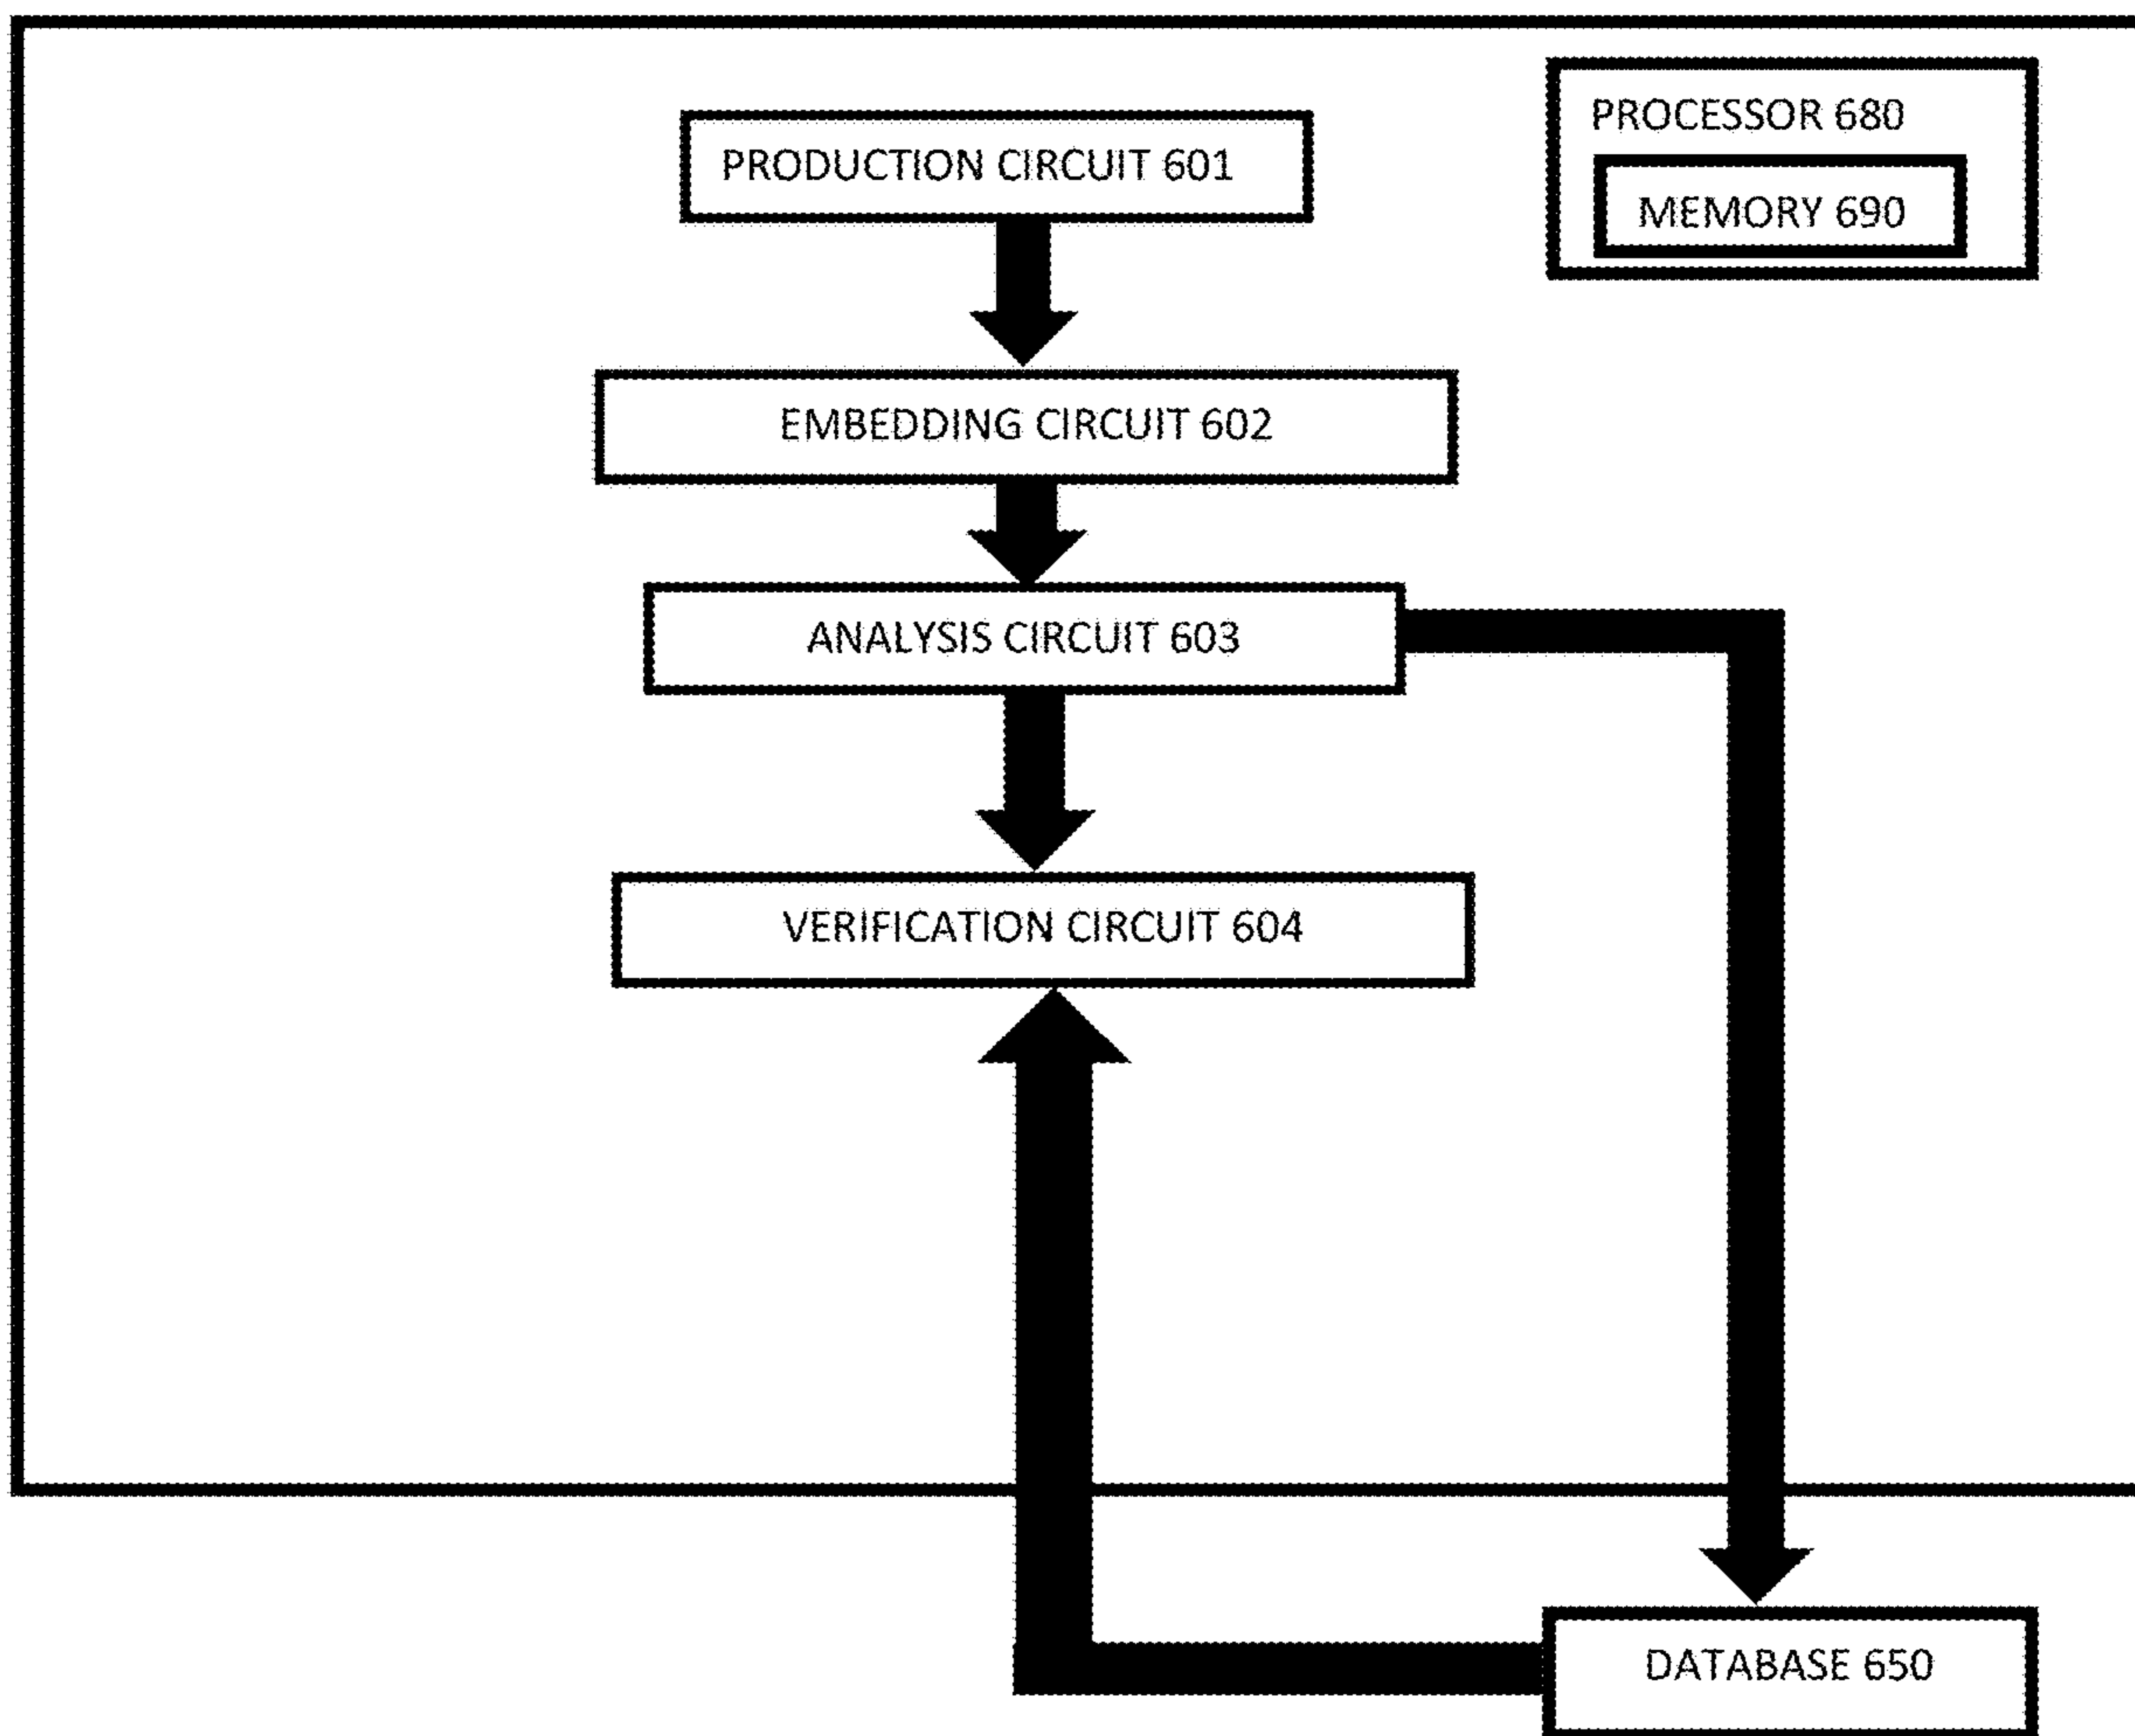 PROCESSOR 680
PRODUCTION CIRCUIT 601
MEMORY 690
EMBEDDING CIRCUIT 602
ANALYSIS CIRCUIT 603
VERIFICATION CIRCUIT 604
DATABASE 650